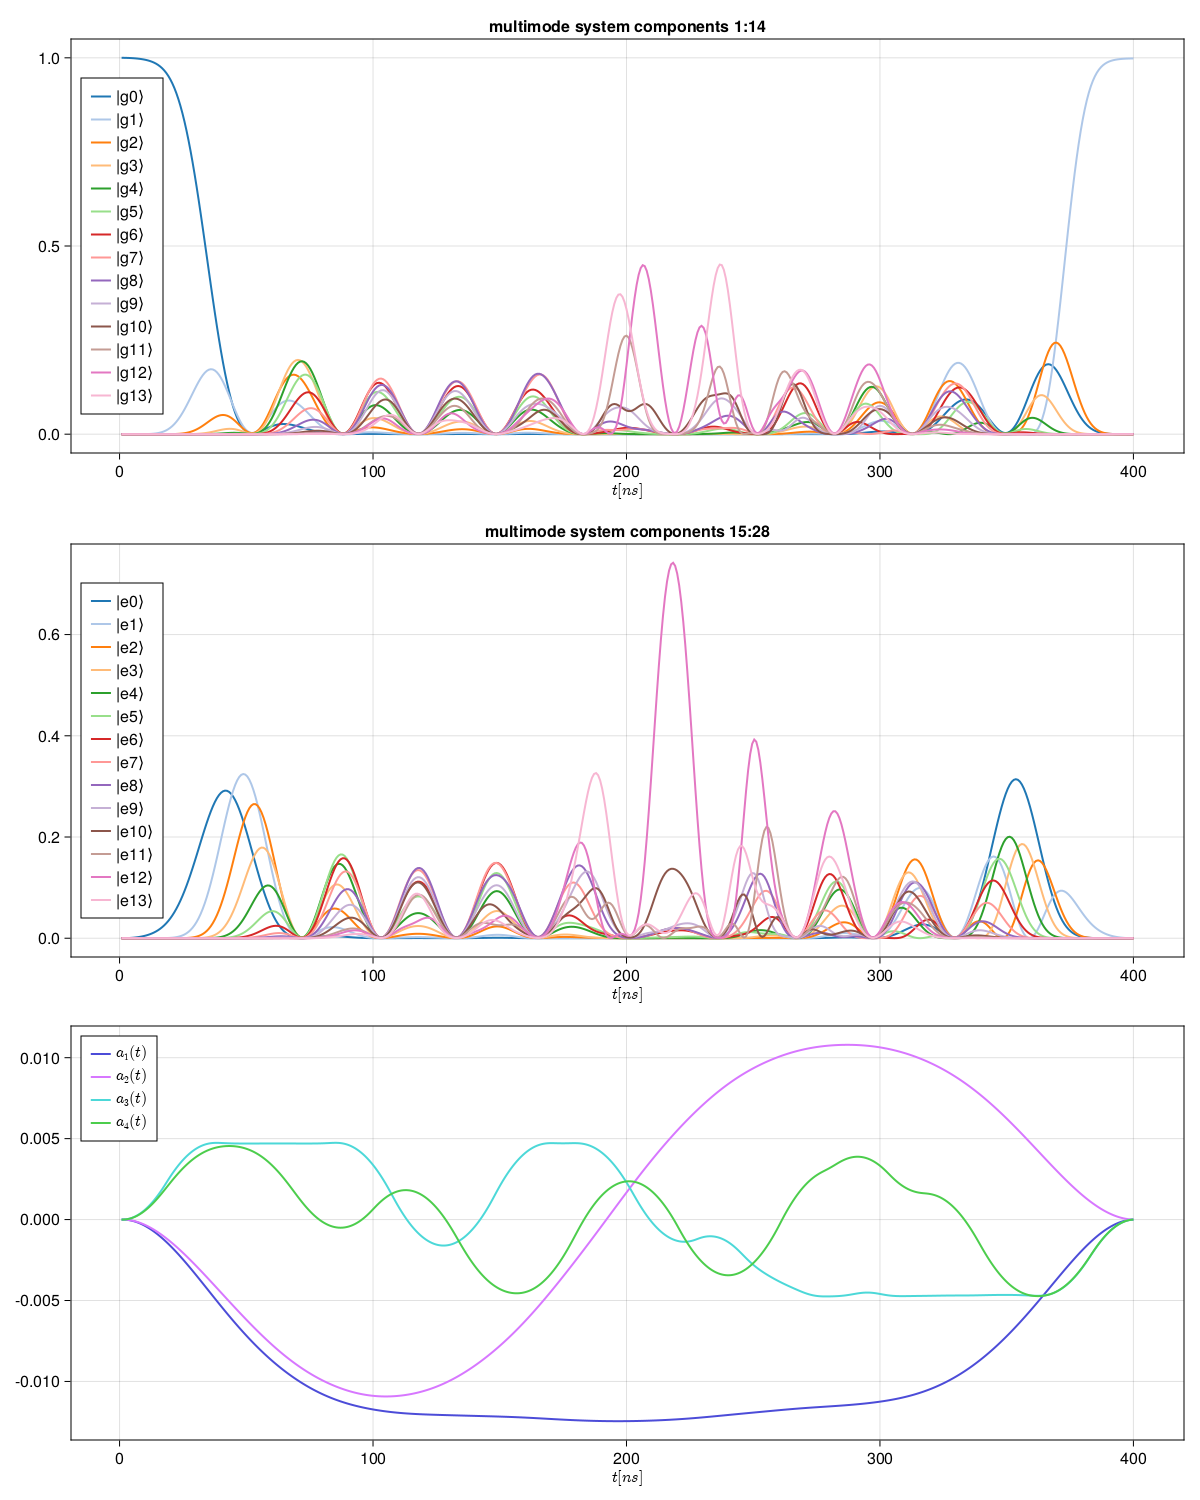 multimode system components 1:14
1.0
0.5
0.0
|g0⟩
|g1⟩
|g2⟩
|g3⟩
|g4⟩
|g5⟩
|g6⟩
|g7⟩
|g8⟩
|g9⟩
|g10⟩
|g11⟩
|g12⟩
|g13⟩
0 100 200 300 400
t[ns]
multimode system components 15:28
0.6
0.4
0.2
0.0
|e0⟩
|e1⟩
|e2⟩
|e3⟩
|e4⟩
|e5⟩
|e6⟩
|e7⟩
|e8⟩
|e9⟩
|e10⟩
|e11⟩
|e12⟩
|e13⟩
0 100 200 300 400
t[ns]
0.010
0.005
0.000
-0.005
-0.010
a₁(t)
a₂(t)
a₃(t)
a₄(t)
0 100 200 300 400
t[ns]